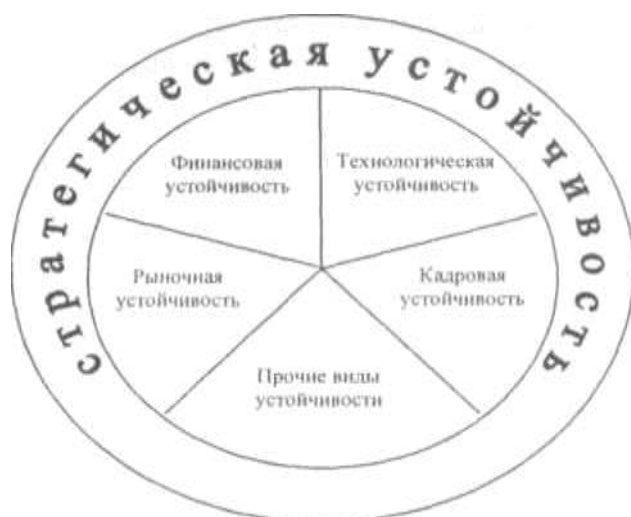 стратегическая устойчивость
Финансовая
устойчивость
Технологическая
устойчивость
Рыночная
устойчивость
Кадровая
устойчивость
Прочие виды
устойчивости